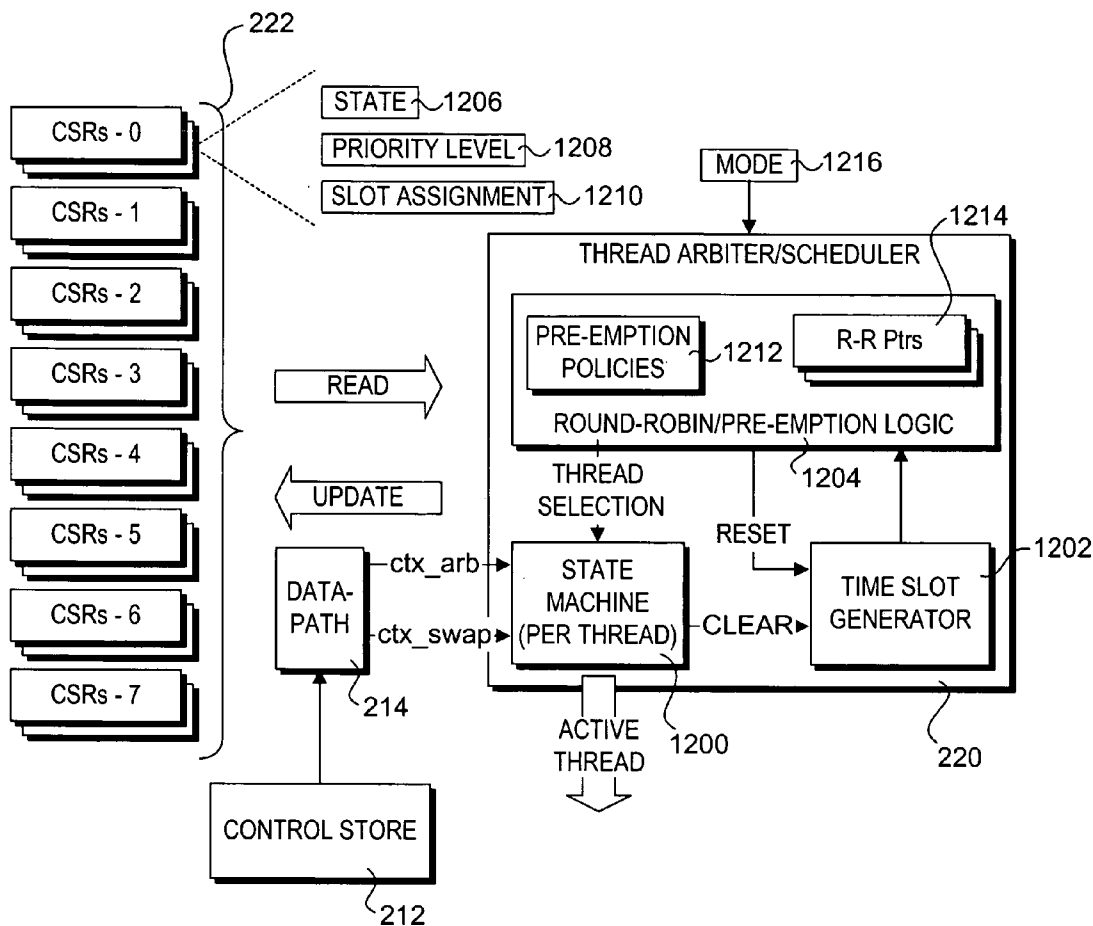 222
CSRs - 0
CSRs - 1
CSRs - 2
CSRs - 3
CSRs - 4
CSRs - 5
CSRs - 6
CSRs - 7
STATE
1206
PRIORITY LEVEL
1208
SLOT ASSIGNMENT
1210
MODE
1216
1214
THREAD ARBITER/SCHEDULER
PRE-EMPTION
POLICIES
1212
R-R Ptrs
ROUND-ROBIN/PRE-EMPTION LOGIC
1204
READ
UPDATE
THREAD
SELECTION
RESET
1202
DATA-
PATH
214
ctx_arb
ctx_swap
STATE
MACHINE
(PER THREAD)
1200
CLEAR
TIME SLOT
GENERATOR
220
ACTIVE
THREAD
CONTROL STORE
212